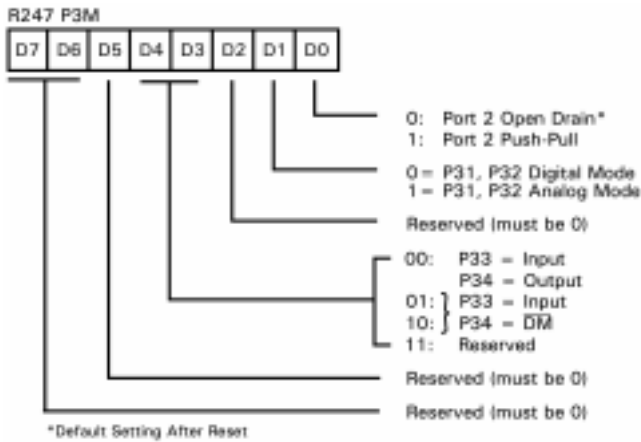 R247 P3M
D7 D6 D5 D4 D3 D2 D1 D0
0: Port 2 Open Drain*
1: Port 2 Push-Pull
0 = P31, P32 Digital Mode
1 = P31, P32 Analog Mode
Reserved (must be 0)
00: P33 = Input
P34 = Output
01: } P33 = Input
10: } P34 = D̅M̅
11: Reserved
Reserved (must be 0)
Reserved (must be 0)
*Default Setting After Reset